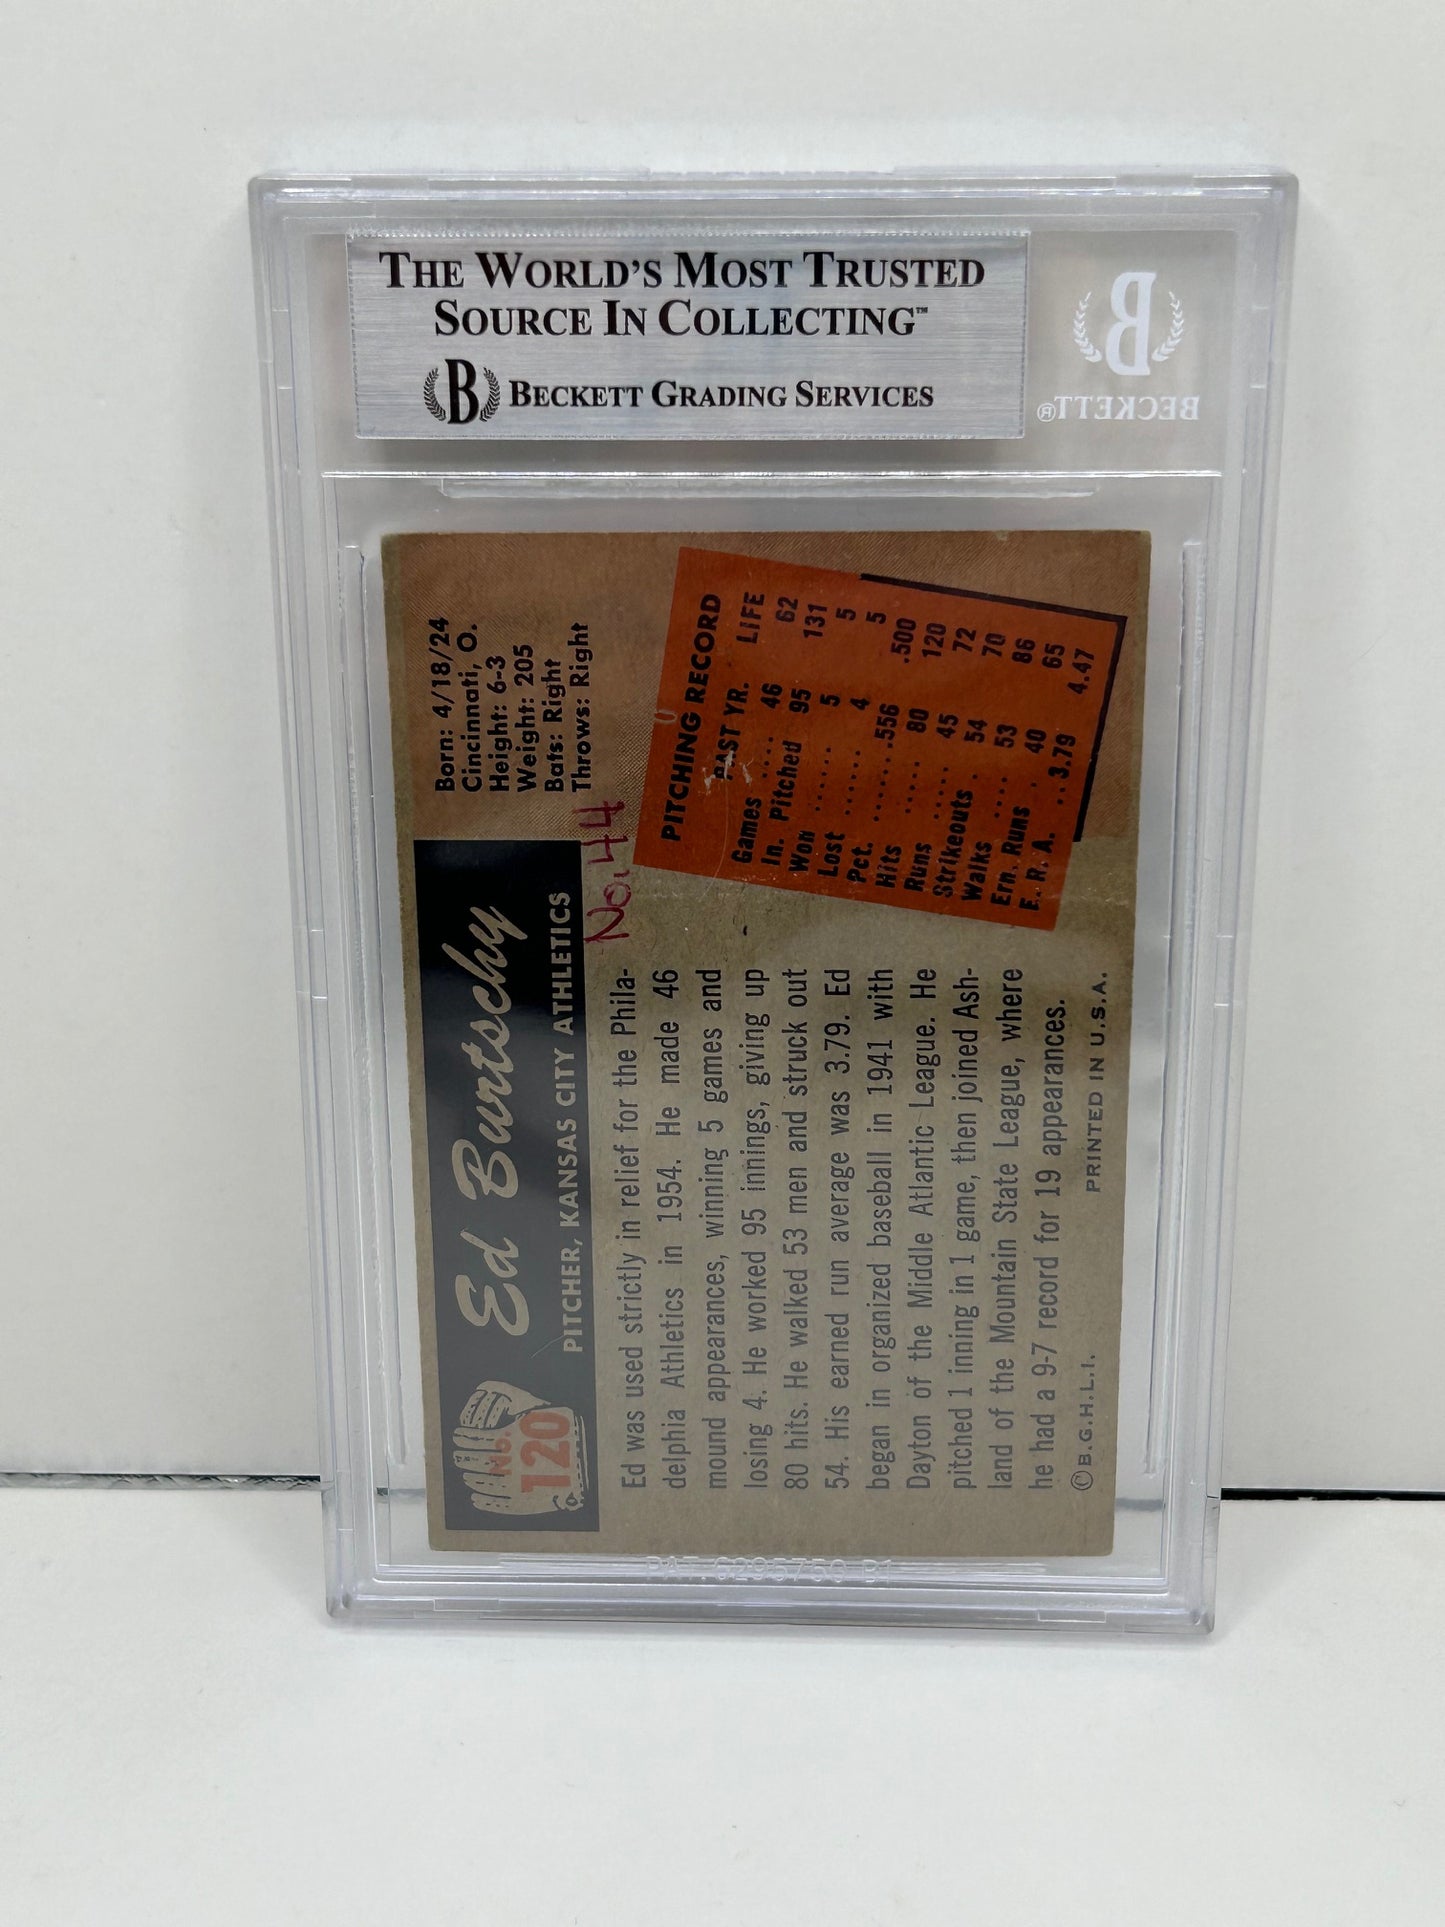 THE WORLD'S MOST TRUSTED
SOURCE IN COLLECTING™
B BECKETT GRADING SERVICES
B
BECKETT®
No.
120
Ed Burtschy
PITCHER, KANSAS CITY ATHLETICS
Born: 4/18/24
Cincinnati, O.
Height: 6-3
Weight: 205
Bats: Right
Throws: Right
No. 44
Ed was used strictly in relief for the Phila-
delphia Athletics in 1954. He made 46
mound appearances, winning 5 games and
losing 4. He worked 95 innings, giving up
80 hits. He walked 53 men and struck out
54. His earned run average was 3.79. Ed
began in organized baseball in 1941 with
Dayton of the Middle Atlantic League. He
pitched 1 inning in 1 game, then joined Ash-
land of the Mountain State League, where
he had a 9-7 record for 19 appearances.
©B.G.H.L.I. PRINTED IN U.S.A.
PITCHING RECORD
PAST YR. LIFE
Games .... 46 62
In. Pitched 95 131
Won ...... 5 5
Lost ...... 4 5
Pct. .......556 .500
Hits ..... 80 120
Runs ..... 45 72
Strikeouts . 54 70
Walks .... 53 86
Ern. Runs . 40 65
E. R. A. ..3.79 4.47
PAT. 6295750 B1